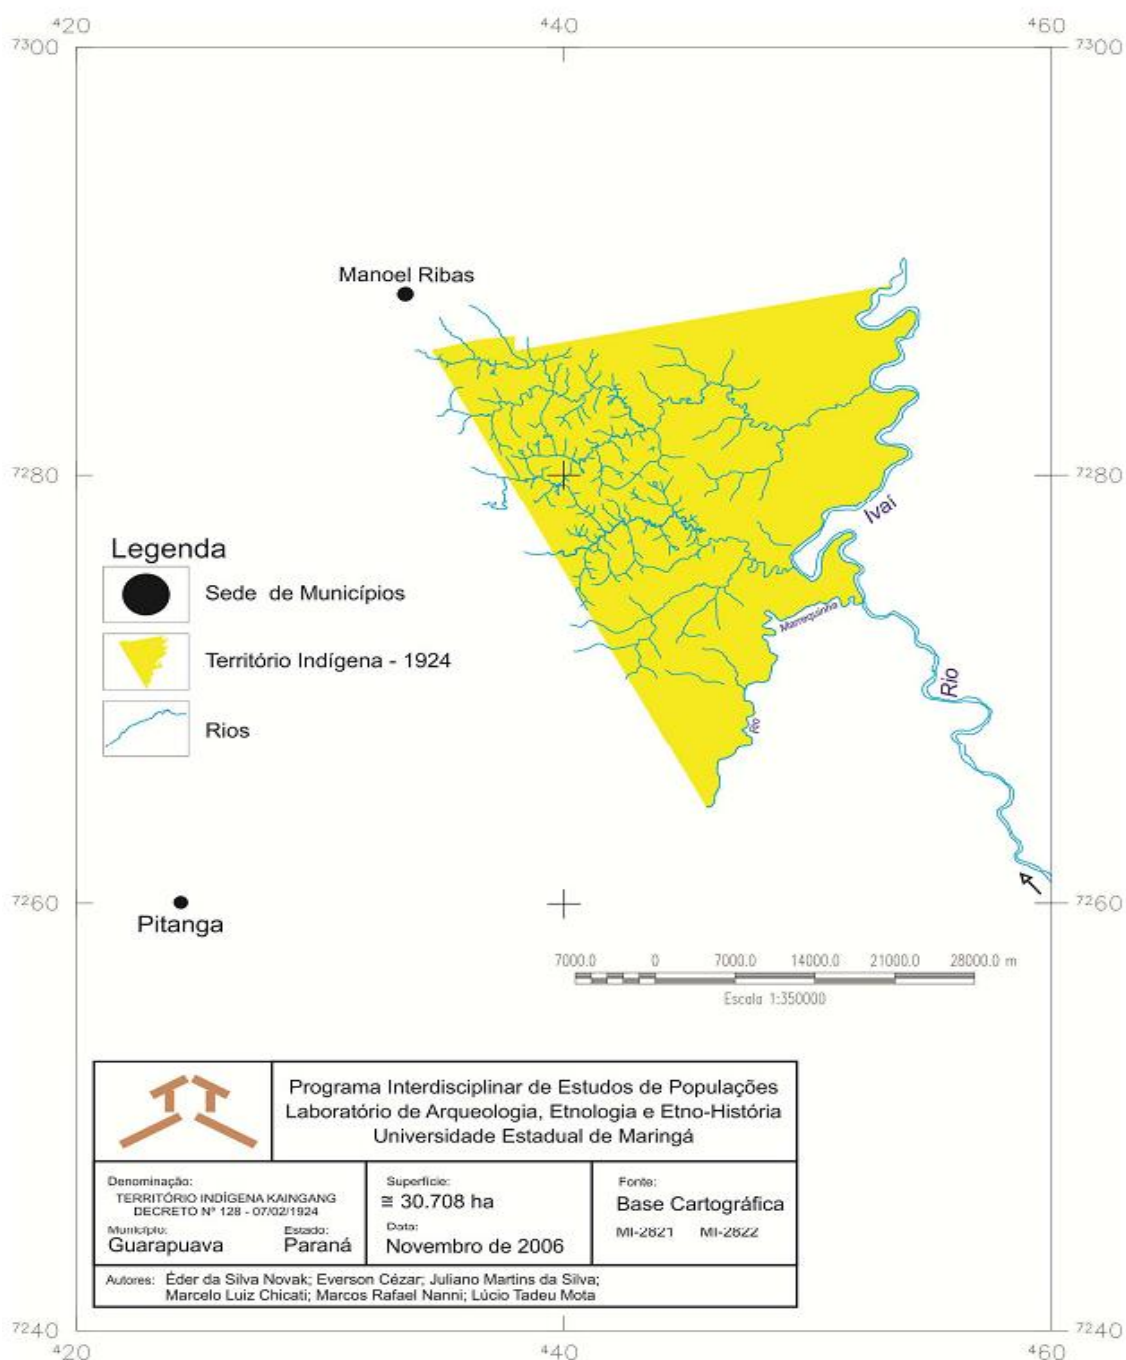 420 440 460
7300 7300
Manoel Ribas
7280 7280
Ivaí
Legenda
Sede de Municípios
Marrequinha
Território Indígena - 1924
Rio
Rios
Rio
7260 7260
Pitanga
7000.0 0 7000.0 14000.0 21000.0 28000.0 m
Escala 1:350000
Programa Interdisciplinar de Estudos de Populações
Laboratório de Arqueologia, Etnologia e Etno-História
Universidade Estadual de Maringá
Denominação:
TERRITÓRIO INDÍGENA KAINGANG
DECRETO Nº 128 - 07/02/1924
Município: Estado:
Guarapuava Paraná
Superfície:
≅ 30.708 ha
Data:
Novembro de 2006
Fonte:
Base Cartográfica
MI-2821 MI-2822
Autores: Éder da Silva Novak; Everson Cézar; Juliano Martins da Silva;
Marcelo Luiz Chicati; Marcos Rafael Nanni; Lúcio Tadeu Mota
7240 7240
420 440 460